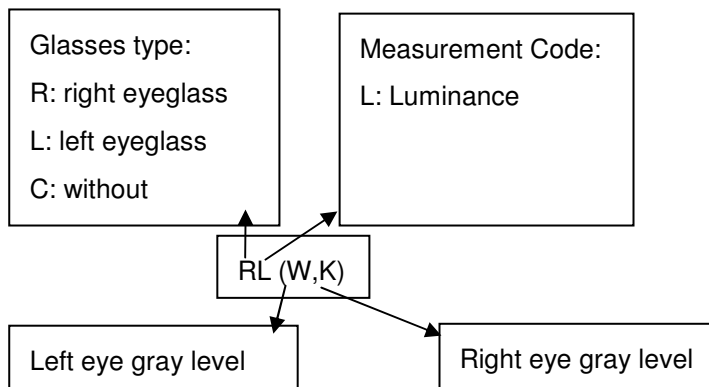 Glasses type:
R: right eyeglass
L: left eyeglass
C: without
Measurement Code:
L: Luminance
RL (W,K)
Left eye gray level
Right eye gray level